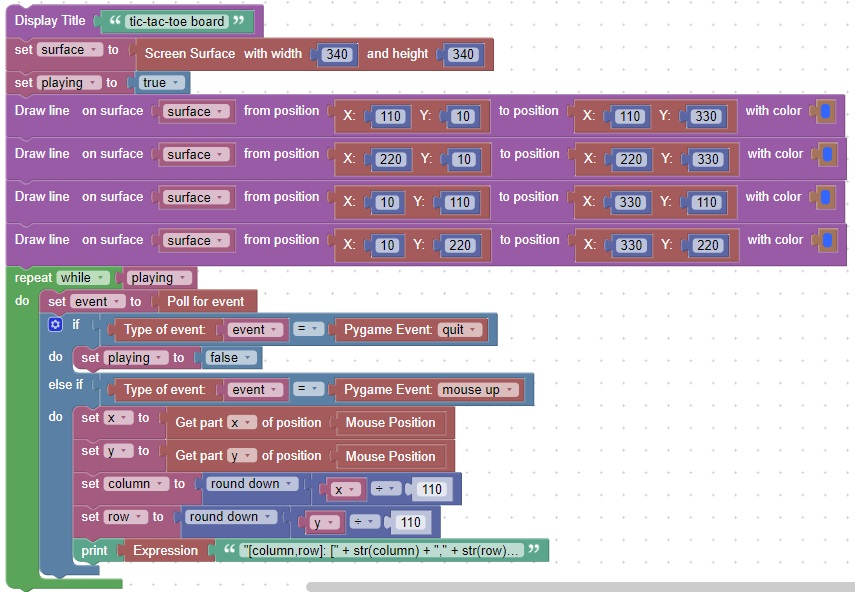 Display Title “ tic-tac-toe board ”
set surface to Screen Surface with width 340 and height 340
set playing to true
Draw line on surface surface from position X: 110 Y: 10 to position X: 110 Y: 330 with color
Draw line on surface surface from position X: 220 Y: 10 to position X: 220 Y: 330 with color
Draw line on surface surface from position X: 10 Y: 110 to position X: 330 Y: 110 with color
Draw line on surface surface from position X: 10 Y: 220 to position X: 330 Y: 220 with color
repeat while playing
do set event to Poll for event
if Type of event: event = Pygame Event: quit
do set playing to false
else if Type of event: event = Pygame Event: mouse up
do set x to Get part x of position Mouse Position
set y to Get part y of position Mouse Position
set column to round down x ÷ 110
set row to round down y ÷ 110
print Expression “ "[column,row]: [" + str(column) + "," + str(row)... ”